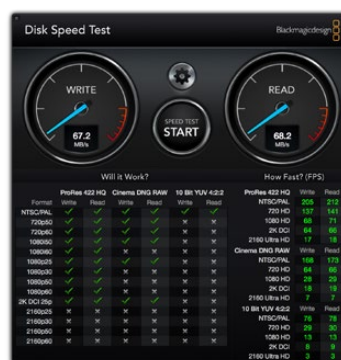 Disk Speed Test
Blackmagicdesign
WRITE
67.2
MB/s
SPEED TEST
START
READ
68.2
MB/s
Will it Work?
ProRes 422 HQ Cinema DNG RAW 10 Bit YUV 4:2:2
Format Write Read Write Read Write Read
NTSC/PAL
720p50
720p60
1080i50
1080i60
1080p25
1080p30
1080p50
1080p60
2K DCI 25p
2160p25
2160p30
2160p50
2160p60
How Fast? (FPS)
ProRes 422 HQ Write Read
NTSC/PAL 205 212
720 HD 137 141
1080 HD 68 71
2K DCI 64 66
2160 Ultra HD 17 18
Cinema DNG RAW Write Read
NTSC/PAL 168 173
720 HD 64 66
1080 HD 28 29
2K DCI 18 19
2160 Ultra HD 7 7
10 Bit YUV 4:2:2 Write Read
NTSC/PAL 76 78
720 HD 29 30
1080 HD 13 13
2K DCI 8 9
2160 Ultra HD 3 3